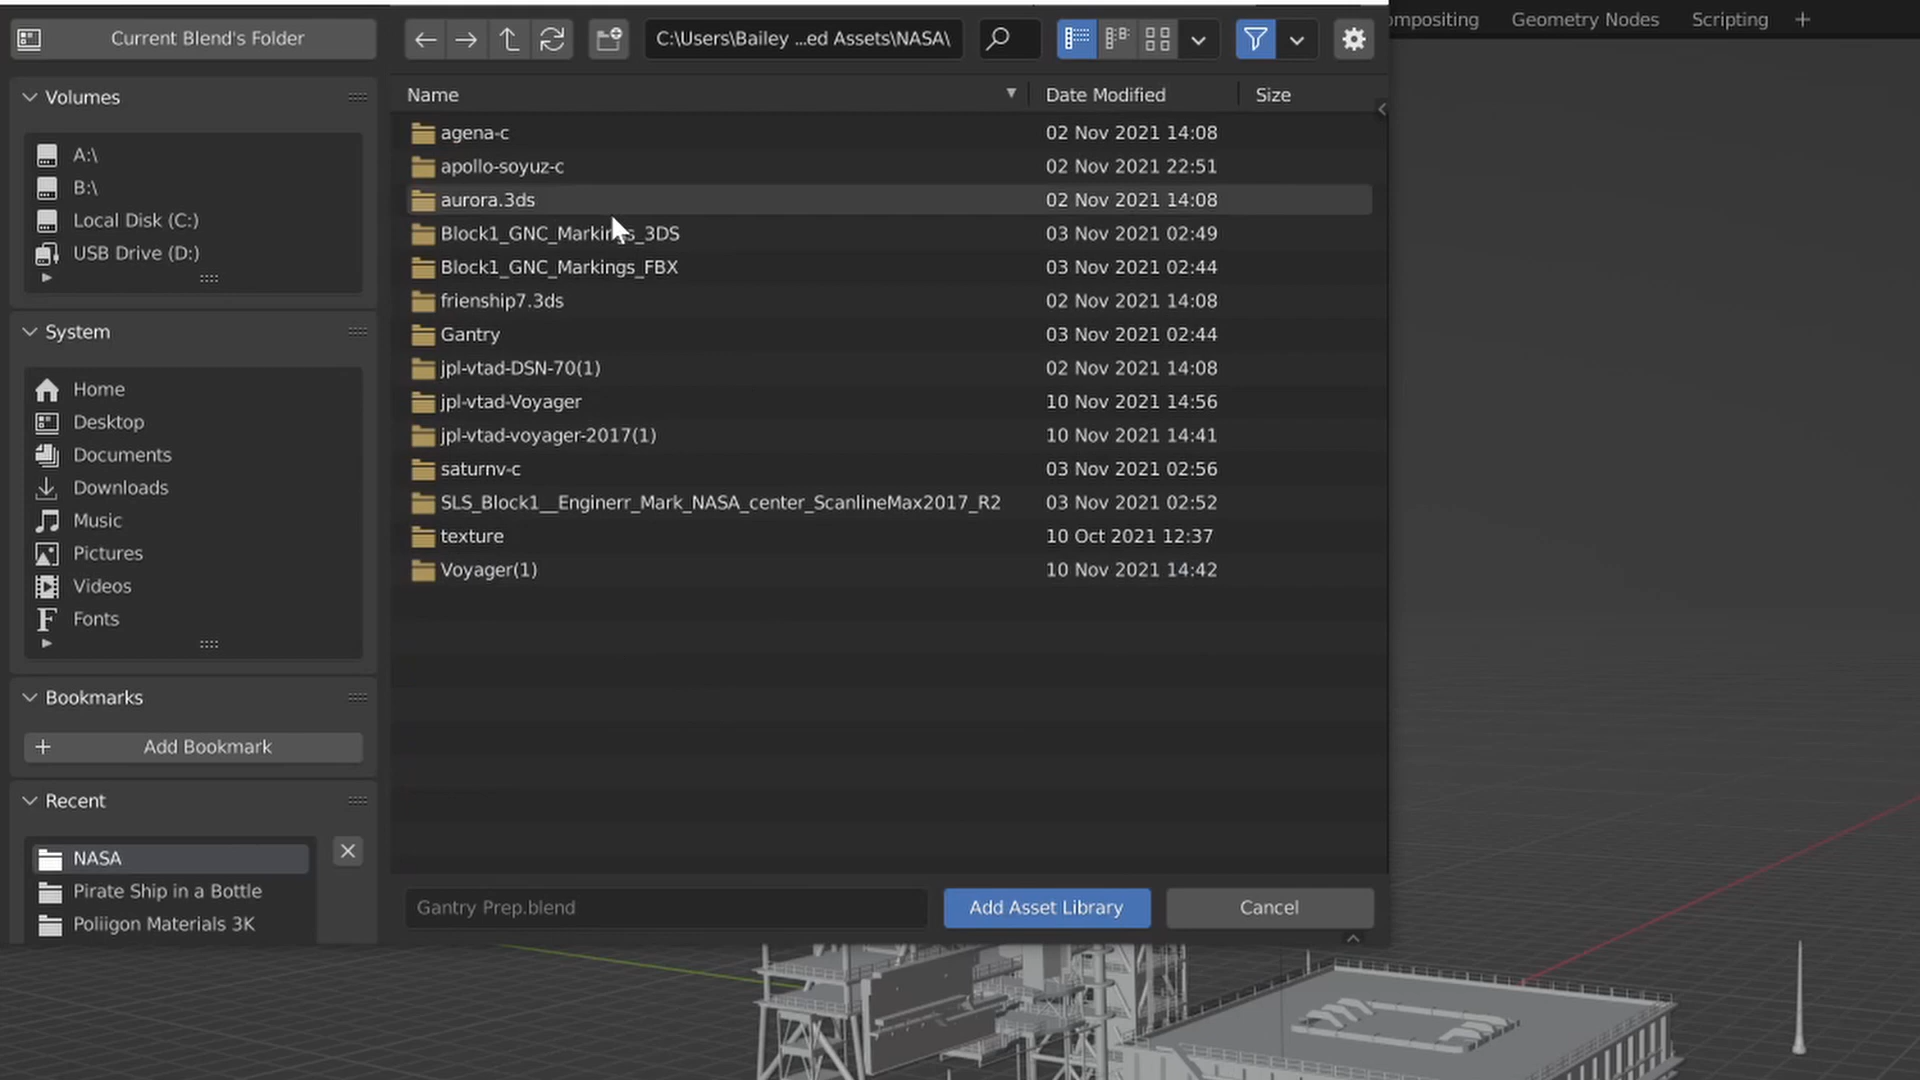 Current Blend's Folder
C:\Users\Bailey ...ed Assets\NASA\
ompositing
Geometry Nodes
Scripting
+
Volumes
A:\
B:\
Local Disk (C:)
USB Drive (D:)
System
Home
Desktop
Documents
Downloads
Music
Pictures
Videos
Fonts
Bookmarks
+ Add Bookmark
Recent
NASA
Pirate Ship in a Bottle
Poliigon Materials 3K
Name Date Modified Size
agena-c 02 Nov 2021 14:08
apollo-soyuz-c 02 Nov 2021 22:51
aurora.3ds 02 Nov 2021 14:08
Block1_GNC_Markings_3DS 03 Nov 2021 02:49
Block1_GNC_Markings_FBX 03 Nov 2021 02:44
frienship7.3ds 02 Nov 2021 14:08
Gantry 03 Nov 2021 02:44
jpl-vtad-DSN-70(1) 02 Nov 2021 14:08
jpl-vtad-Voyager 10 Nov 2021 14:56
jpl-vtad-voyager-2017(1) 10 Nov 2021 14:41
saturnv-c 03 Nov 2021 02:56
SLS_Block1__Enginerr_Mark_NASA_center_ScanlineMax2017_R2 03 Nov 2021 02:52
texture 10 Oct 2021 12:37
Voyager(1) 10 Nov 2021 14:42
Gantry Prep.blend
Add Asset Library
Cancel